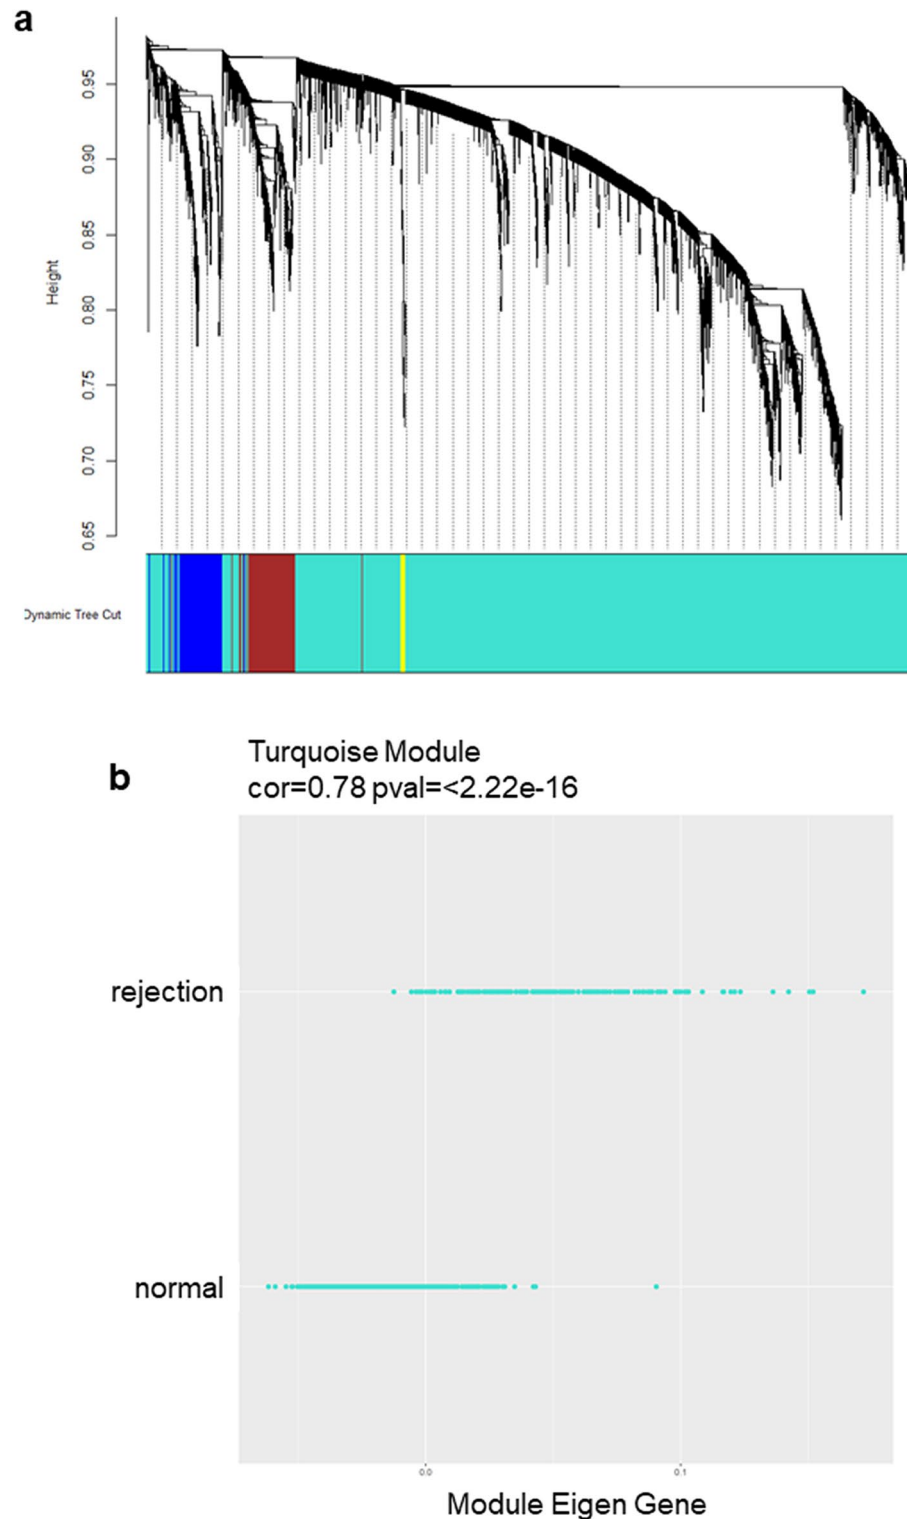 a
0.95
0.90
0.85
0.80
0.75
0.70
0.65
Height
Dynamic Tree Cut
b
Turquoise Module
cor=0.78 pval=<2.22e-16
rejection
normal
0.0
0.1
Module Eigen Gene